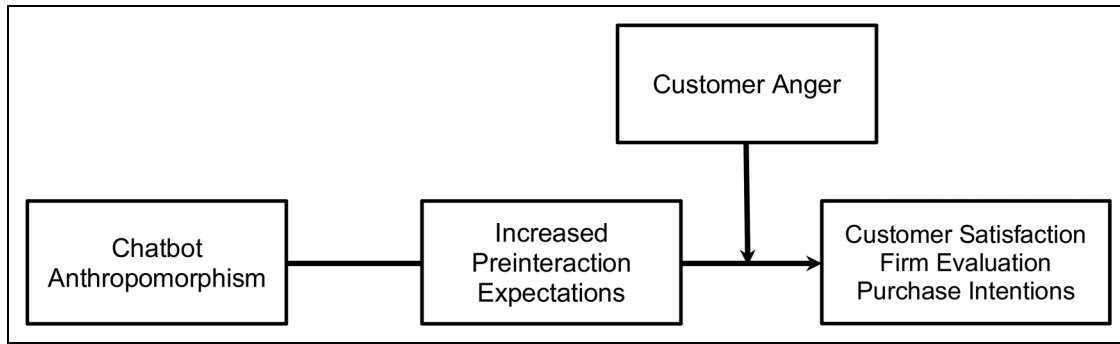 Customer Anger
Chatbot
Anthropomorphism
Increased
Preinteraction
Expectations
Customer Satisfaction
Firm Evaluation
Purchase Intentions